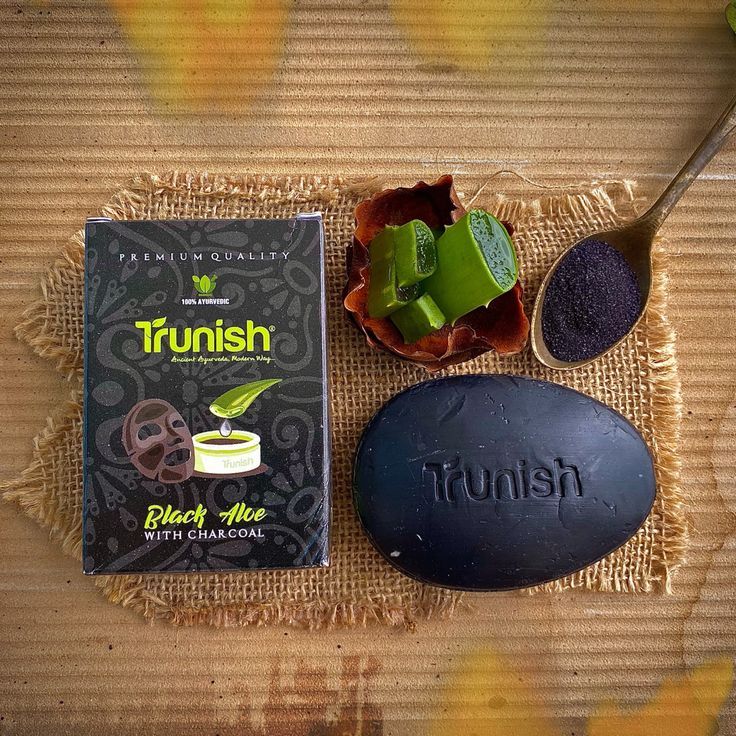 PREMIUM QUALITY
100% AYURVEDIC
Trunish®
Ancient Ayurveda, Modern Way.
Trunish
Black Aloe
WITH CHARCOAL
Trunish